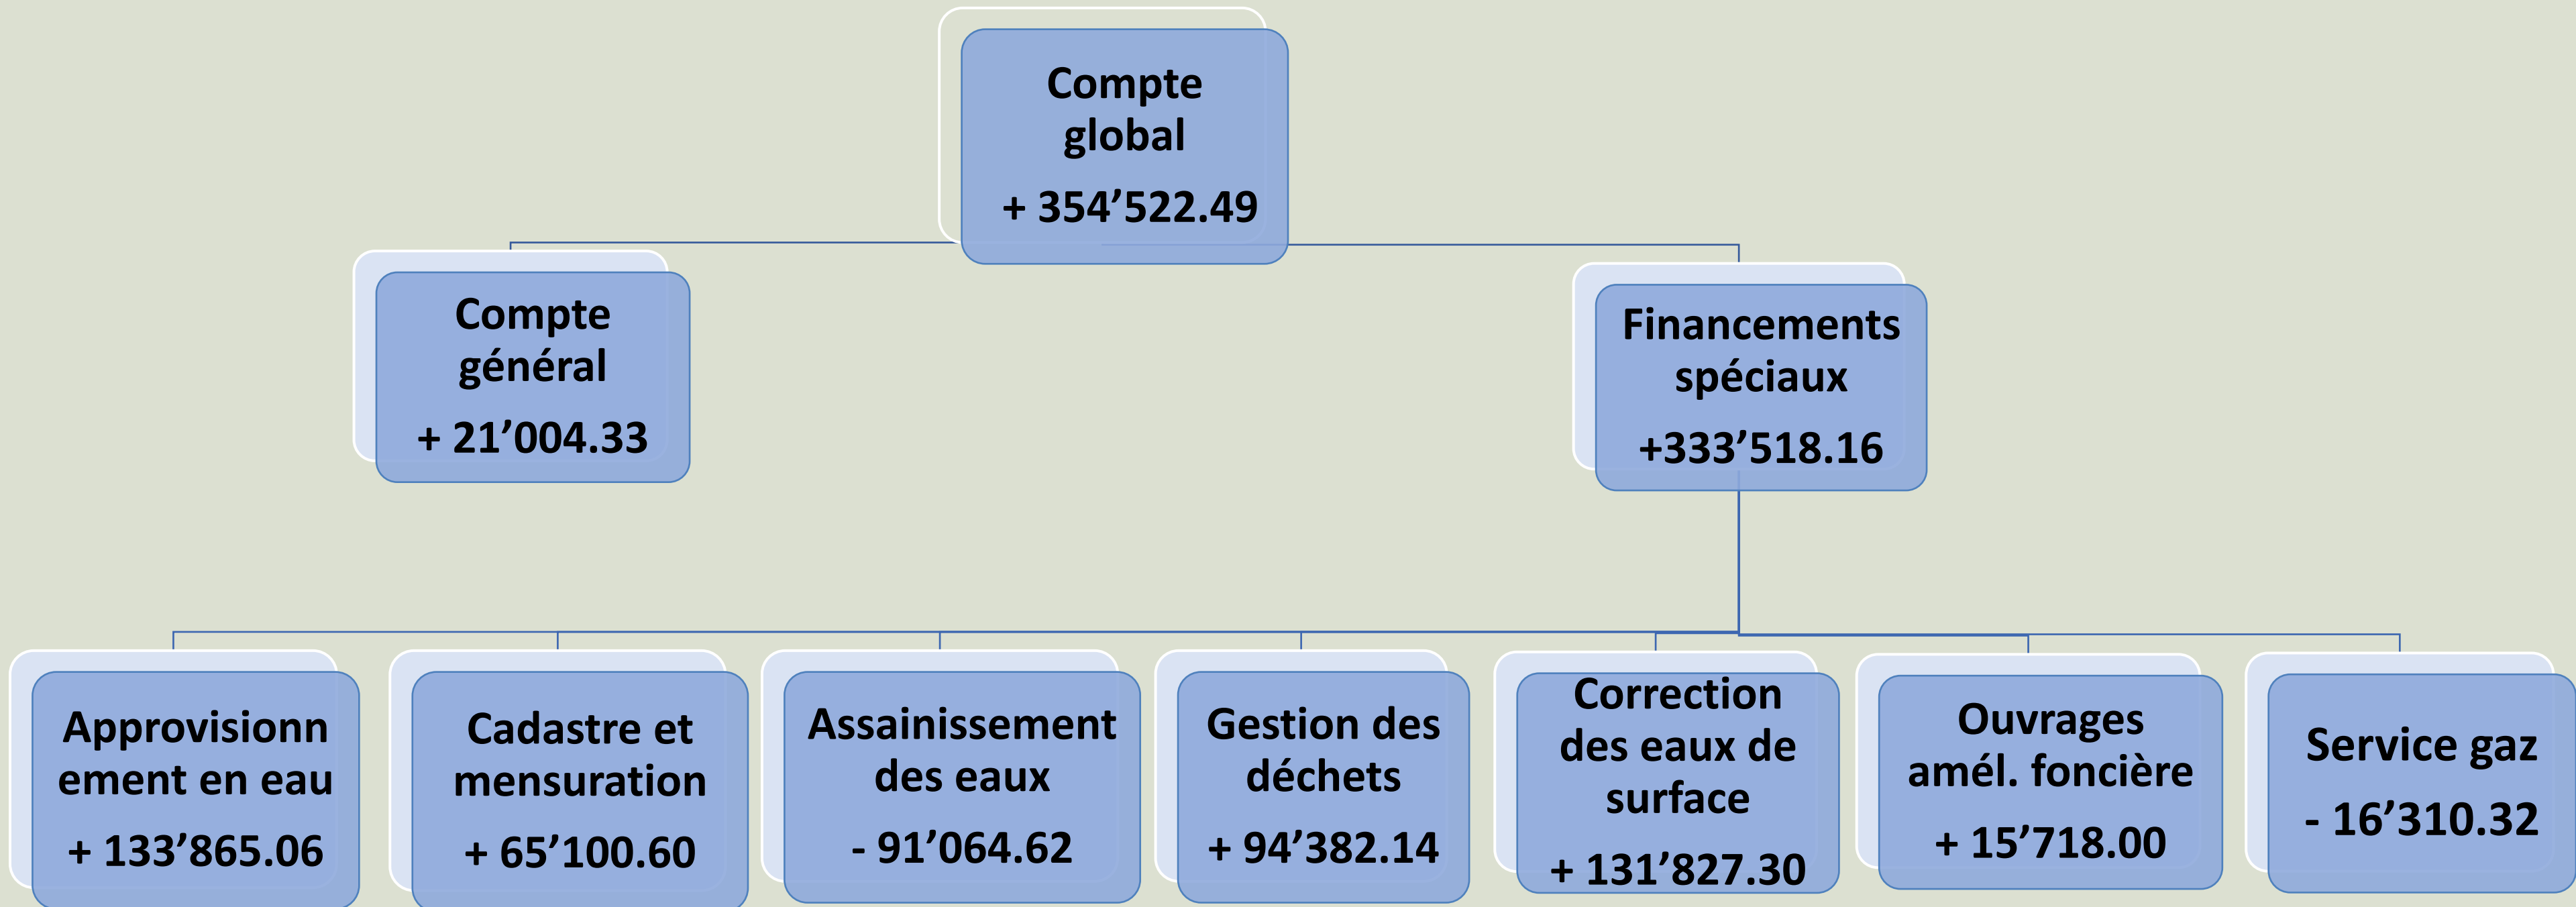 Compte
global
+ 354’522.49
Compte
général
+ 21’004.33
Financements
spéciaux
+333’518.16
Approvisionn
ement en eau
+ 133’865.06
Cadastre et
mensuration
+ 65’100.60
Assainissement
des eaux
- 91’064.62
Gestion des
déchets
+ 94’382.14
Correction
des eaux de
surface
+ 131’827.30
Ouvrages
amél. foncière
+ 15’718.00
Service gaz
- 16’310.32